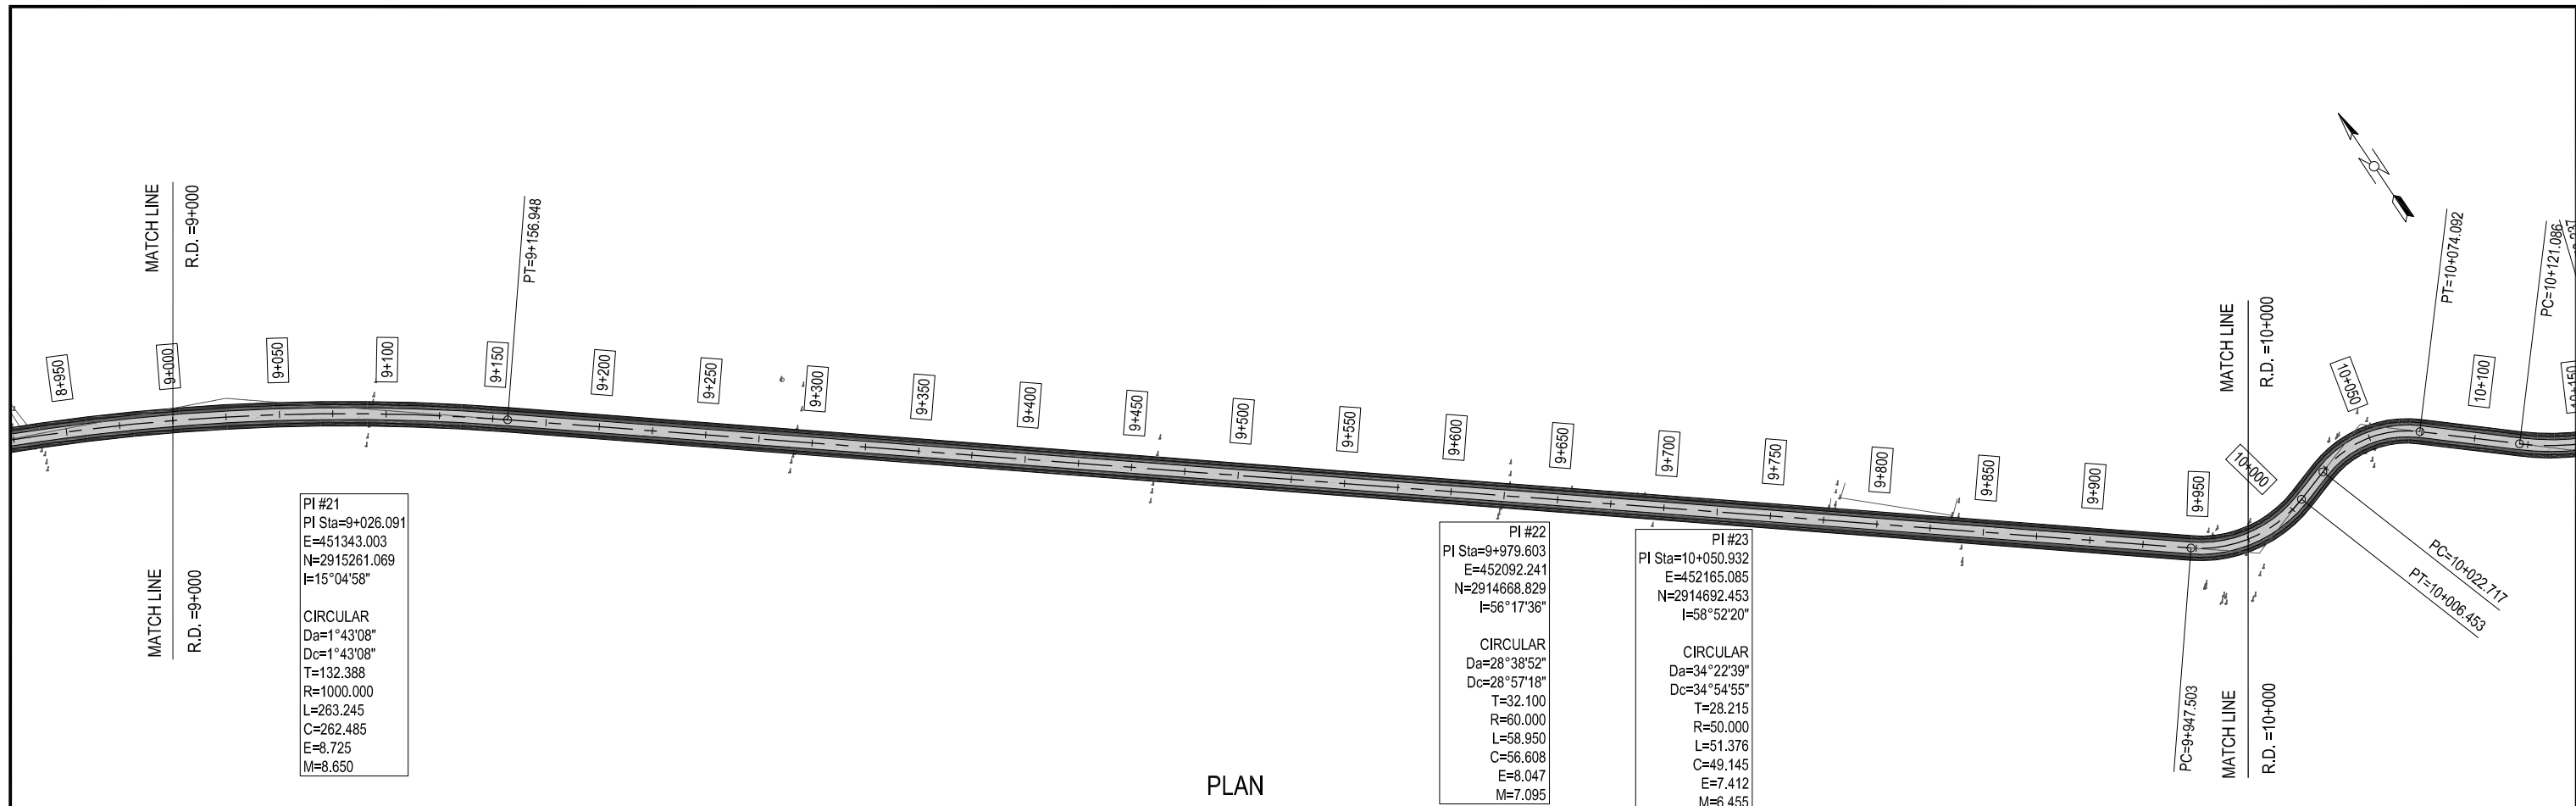 MATCH LINE
R.D. =9+000
PT=9+156.948
PT=10+074.092
PC=10+121.086
MATCH LINE
R.D. =10+000
8+950
9+000
9+050
9+100
9+150
9+200
9+250
9+300
9+350
9+400
9+450
9+500
9+550
9+600
9+650
9+700
9+750
9+800
9+850
9+900
9+950
10+000
10+050
10+100
10+150
MATCH LINE
R.D. =9+000
PI #21
PI Sta=9+026.091
E=451343.003
N=2915261.069
I=15°04'58"
CIRCULAR
Da=1°43'08"
Dc=1°43'08"
T=132.388
R=1000.000
L=263.245
C=262.485
E=8.725
M=8.650
PI #22
PI Sta=9+979.603
E=452092.241
N=2914668.829
I=56°17'36"
CIRCULAR
Da=28°38'52"
Dc=28°57'18"
T=32.100
R=60.000
L=58.950
C=56.608
E=8.047
M=7.095
PI #23
PI Sta=10+050.932
E=452165.085
N=2914692.453
I=58°52'20"
CIRCULAR
Da=34°22'39"
Dc=34°54'55"
T=28.215
R=50.000
L=51.376
C=49.145
E=7.412
M=6.455
PC=10+022.717
PT=10+006.453
PC=9+947.503
MATCH LINE
R.D. =10+000
PLAN